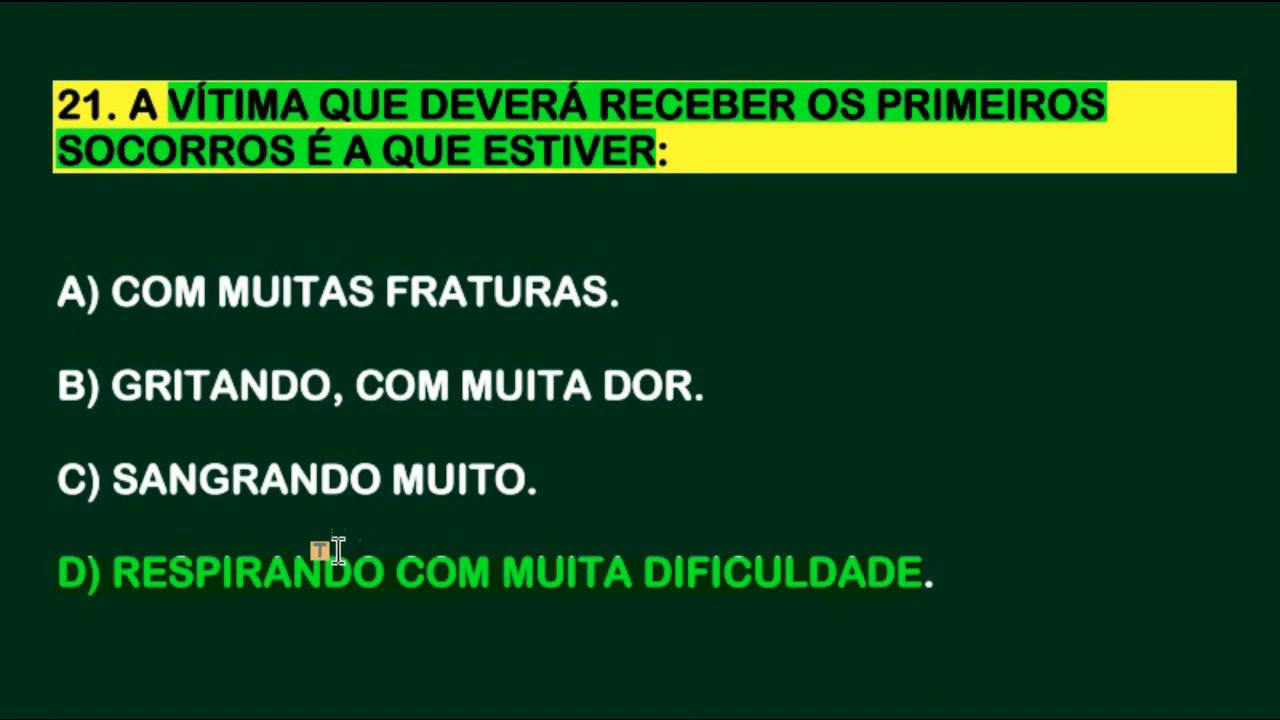 21. A VÍTIMA QUE DEVERÁ RECEBER OS PRIMEIROS
SOCORROS É A QUE ESTIVER:
A) COM MUITAS FRATURAS.
B) GRITANDO, COM MUITA DOR.
C) SANGRANDO MUITO.
T
D) RESPIRANDO COM MUITA DIFICULDADE.